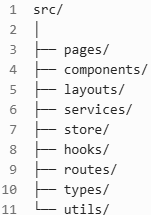 1 src/
2 │
3 ├── pages/
4 ├── components/
5 ├── layouts/
6 ├── services/
7 ├── store/
8 ├── hooks/
9 ├── routes/
10 ├── types/
11 └── utils/